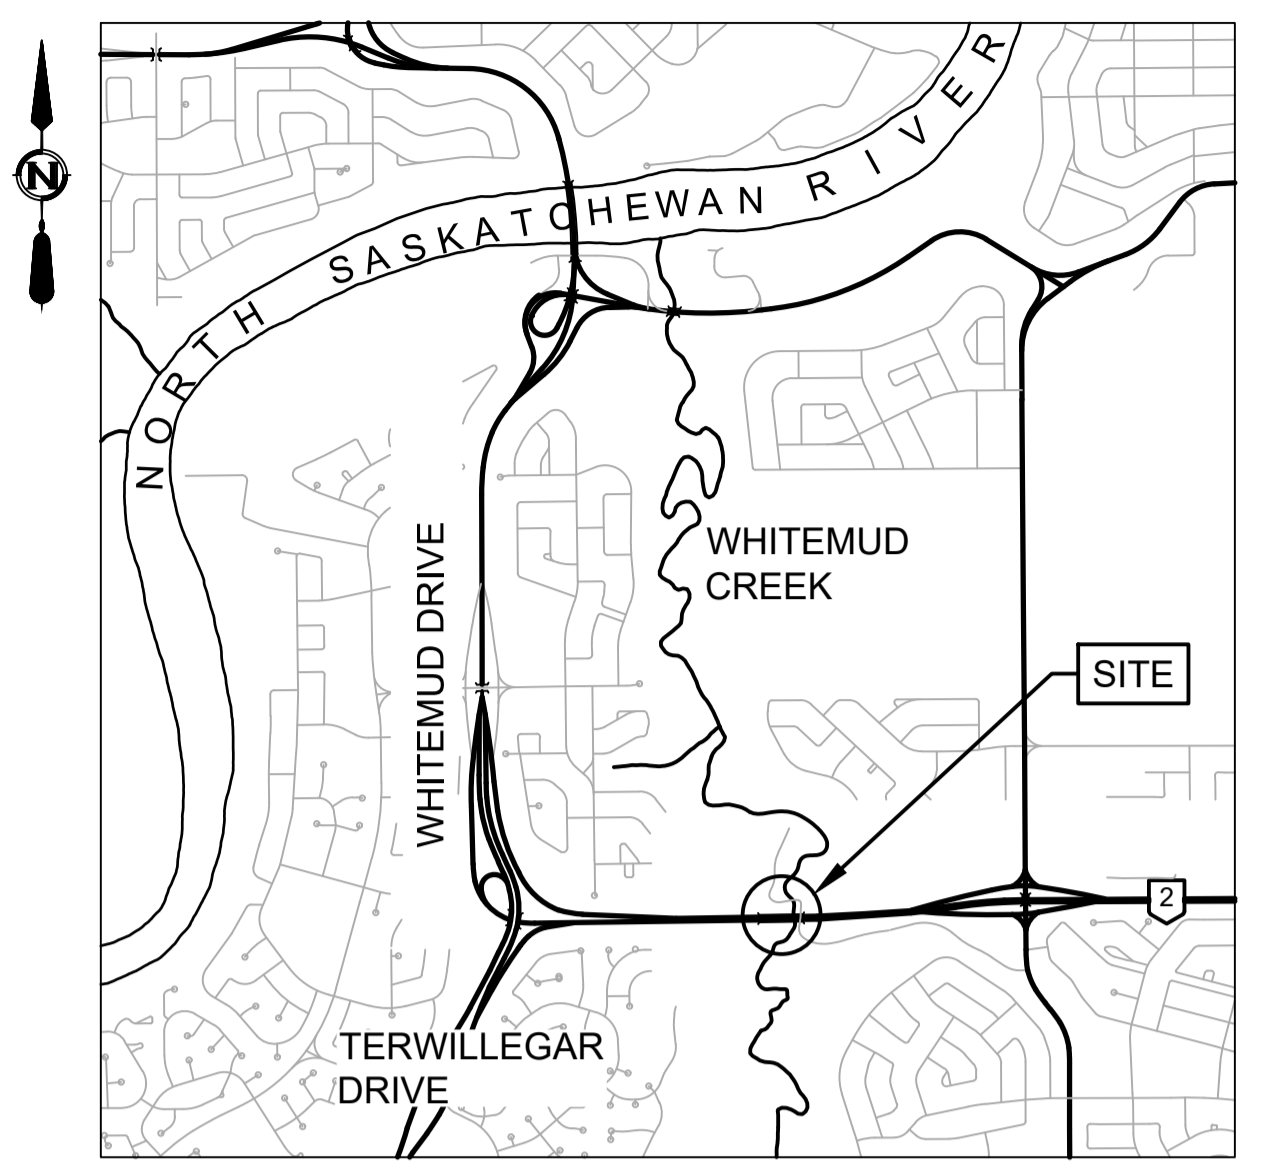 N
NORTH SASKATCHEWAN RIVER
WHITEMUD
CREEK
WHITEMUD DRIVE
SITE
2
TERWILLEGAR
DRIVE